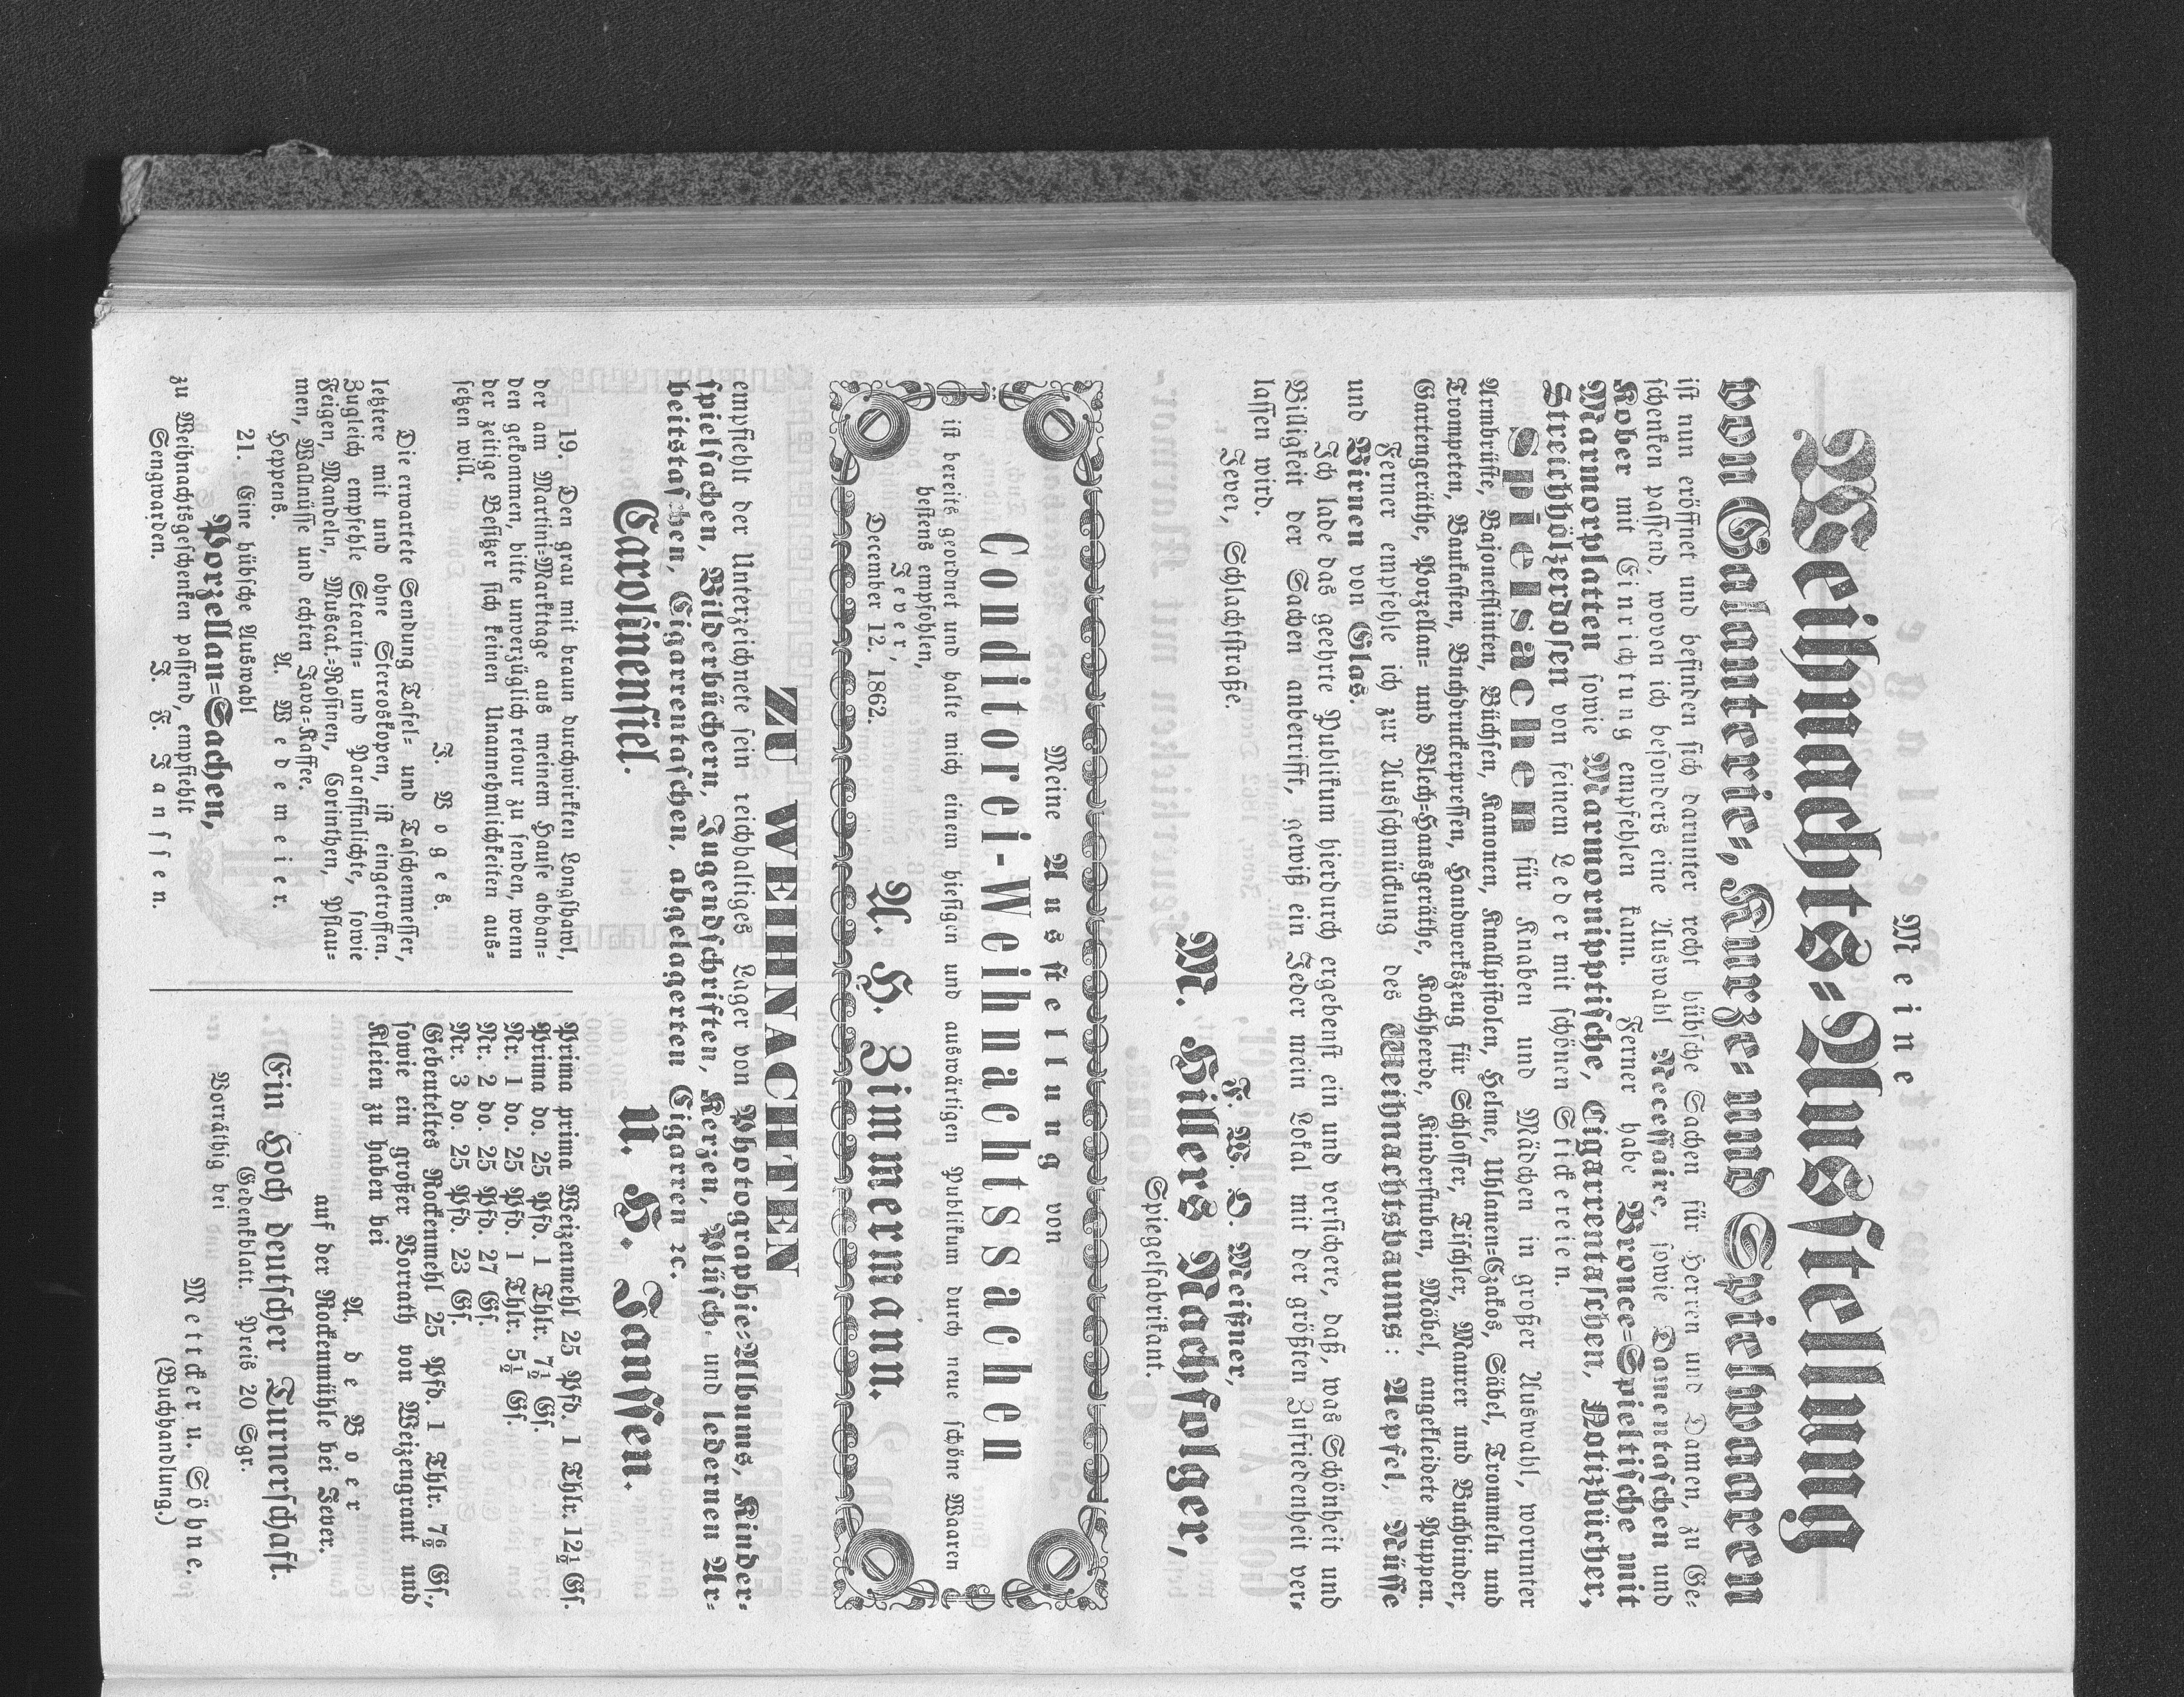 Meine
Weihnachts=Ausstellung
von Galanterie=, Kurze= und Spielwaaren
ist nun eröffnet und befinden sich darunter recht hübsche Sachen für Herren und Damen, zu Ge=
schenken passend, wovon ich besonders eine Auswahl Necessaire, sowie Damentaschen und
Kober mit Einrichtung empfehlen kann. Ferner habe Bronce=Spieltische mit
Marmorplatten sowie Marmornipptische, Cigarrentaschen, Notizbücher,
Streichhölzerdosen von feinem Leder mit schönen Stickereien.
Spielsachen für Knaben und Mädchen in großer Auswahl, worunter
Armbrüste, Bajonetflinten, Büchsen, Kanonen, Knallpistolen, Helme, Uhlanen=Czakos, Säbel, Trommeln und
Trompeten, Baukasten, Buchdruckerpressen, Handwerkszeug für Schlosser, Tischler, Maurer und Buchbinder,
Gartengeräthe, Porzellan= und Blech=Hausgeräthe, Kochheerde, Kinderstuben, Möbel, angekleidete Puppen.
Ferner empfehle ich zur Ausschmückung des Weihnachtsbaums: Aepfel, Nüsse
und Birnen von Glas.
Ich lade das geehrte Publikum hierdurch ergebenst ein und versichere, daß, was Schönheit und
Billigkeit der Sachen anbetrifft, gewiß ein Jeder mein Lokal mit der größten Zufriedenheit ver=
lassen wird.
Jever, Schlachtstraße.
F. W. D. Meißner,
M. Hillers Nachfolger,
Spiegelfabrikant.
Meine Ausstellung von
Conditorei-Weihnachtssachen
ist bereits geordnet und halte mich einem hiesigen und auswärtigen Publikum durch neue schöne Waaren
bestens empfohlen,
Jever,
December 12. 1862.
A. H. Zimmermann.
ZU WEIHNACHTEN
empfiehlt der Unterzeichnete sein reichhaltiges Lager von Photographie=Albums, Kinder=
spielsachen, Bilderbüchern, Jugendschriften, Kerzen, Plüsch= und ledernen Ar=
beitstaschen, Cigarrentaschen, abgelagerten Cigarren ꝛc.
Carolinensiel.
U. H. Janssen.
19. Den grau mit braun durchwirkten Longshawl,
der am Martini=Markttage aus meinem Hause abhan=
den gekommen, bitte unverzüglich retour zu senden, wenn
der zeitige Besitzer sich keinen Unannehmlichkeiten aus=
setzen will.
J. Voges.
Die erwartete Sendung Tafel= und Taschenmesser,
letztere mit und ohne Stereoskopen, ist eingetroffen.
Zugleich empfehle Stearin= und Paraffinlichte, sowie
Feigen, Mandeln, Muscat.=Rosinen, Corinthen, Pflau=
men, Wallnüsse und echten Java=Kaffee.
Heppens. A. Wedemeier.
21. Eine hübsche Auswahl
Porzellan=Sachen,
zu Weihnachtsgeschenken passend, empfiehlt
Sengwarden. J. F. Janssen.
Prima prima Weizenmehl 25 Pfd. 1 Thlr. 12½ Gs.
Prima do. 25 Pfd. 1 Thlr. 7½ Gs.
Nr. 1 do. 25 Pfd. 1 Thlr. 5½ Gs.
Nr. 2 do. 25 Pfd. 27 Gs.
Nr. 3 do. 25 Pfd. 23 Gs.
Gebeuteltes Rockenmehl 25 Pfd. 1 Thlr. 7⅚ Gs.,
sowie ein großer Vorrath von Weizengrant und
Kleien zu haben bei
A. de Boer
auf der Rockenmühle bei Jever.
Ein Hoch deutscher Turnerschaft.
Gedenkblatt. Preis 20 Sgr.
Vorräthig bei
Mettcker u. Söhne.
(Buchhandlung.)